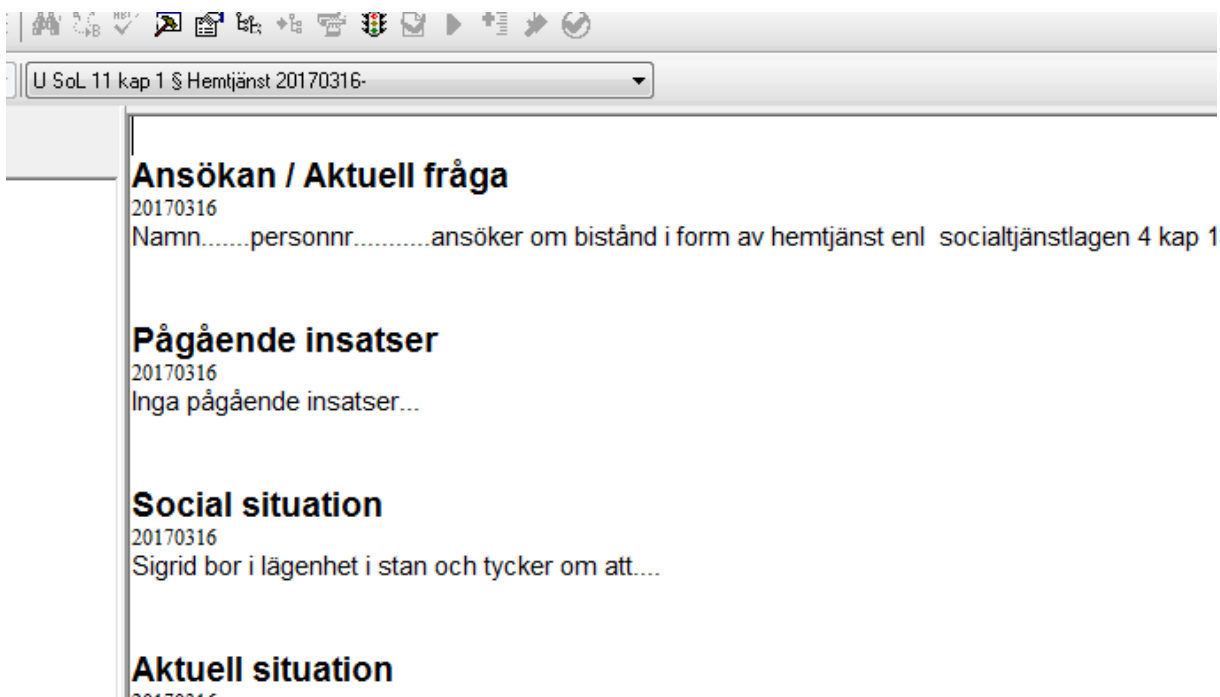 U SoL 11 kap 1 § Hemtjänst 20170316-
Ansökan / Aktuell fråga
20170316
Namn.......personnr...........ansöker om bistånd i form av hemtjänst enl  socialtjänstlagen 4 kap 1
Pågående insatser
20170316
Inga pågående insatser...
Social situation
20170316
Sigrid bor i lägenhet i stan och tycker om att....
Aktuell situation
20170316